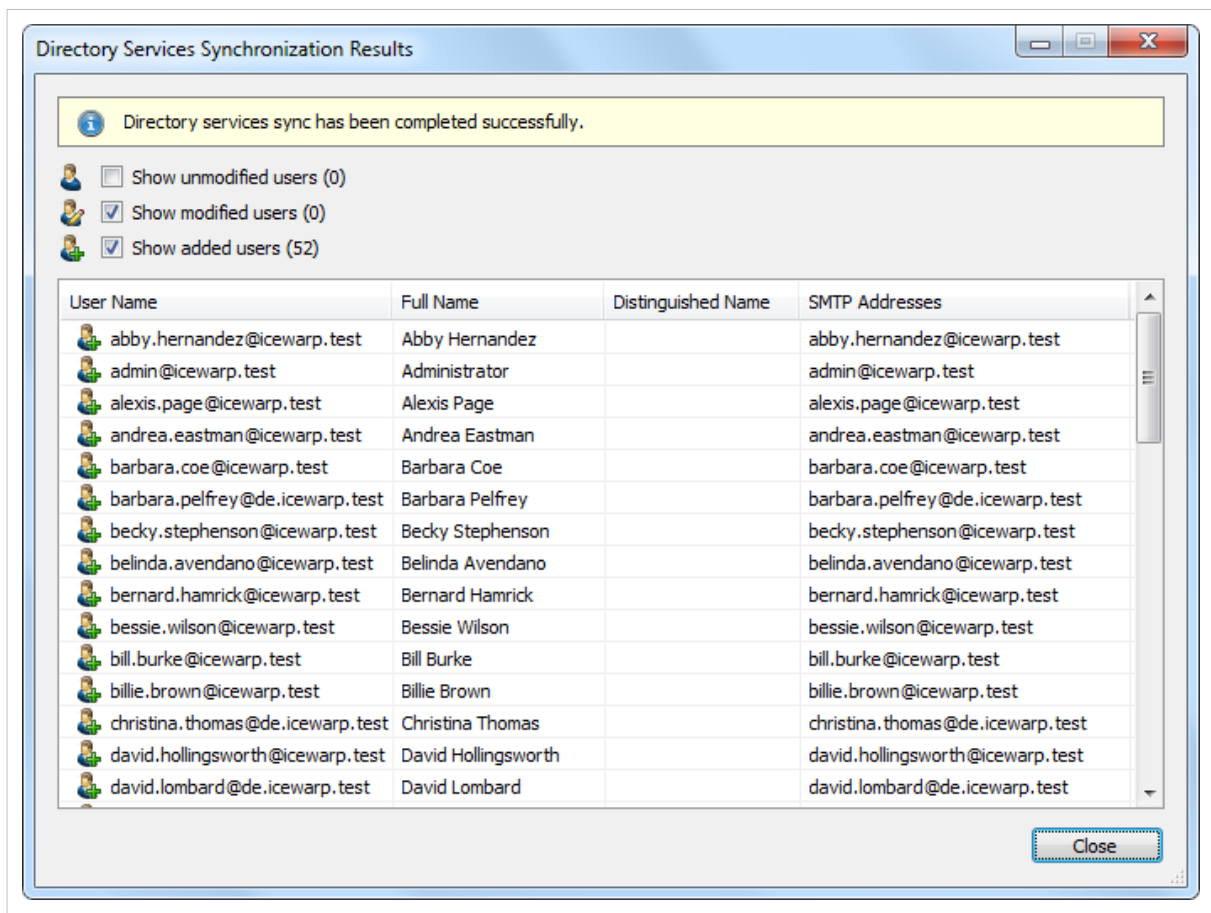 Directory Services Synchronization Results
Directory services sync has been completed successfully.
Show unmodified users (0)
Show modified users (0)
Show added users (52)
User Name Full Name Distinguished Name SMTP Addresses
abby.hernandez@icewarp.test Abby Hernandez abby.hernandez@icewarp.test
admin@icewarp.test Administrator admin@icewarp.test
alexis.page@icewarp.test Alexis Page alexis.page@icewarp.test
andrea.eastman@icewarp.test Andrea Eastman andrea.eastman@icewarp.test
barbara.coe@icewarp.test Barbara Coe barbara.coe@icewarp.test
barbara.pelfrey@de.icewarp.test Barbara Pelfrey barbara.pelfrey@de.icewarp.test
becky.stephenson@icewarp.test Becky Stephenson becky.stephenson@icewarp.test
belinda.avendano@icewarp.test Belinda Avendano belinda.avendano@icewarp.test
bernard.hamrick@icewarp.test Bernard Hamrick bernard.hamrick@icewarp.test
bessie.wilson@icewarp.test Bessie Wilson bessie.wilson@icewarp.test
bill.burke@icewarp.test Bill Burke bill.burke@icewarp.test
billie.brown@icewarp.test Billie Brown billie.brown@icewarp.test
christina.thomas@de.icewarp.test Christina Thomas christina.thomas@de.icewarp.test
david.hollingsworth@icewarp.test David Hollingsworth david.hollingsworth@icewarp.test
david.lombard@de.icewarp.test David Lombard david.lombard@de.icewarp.test
Close